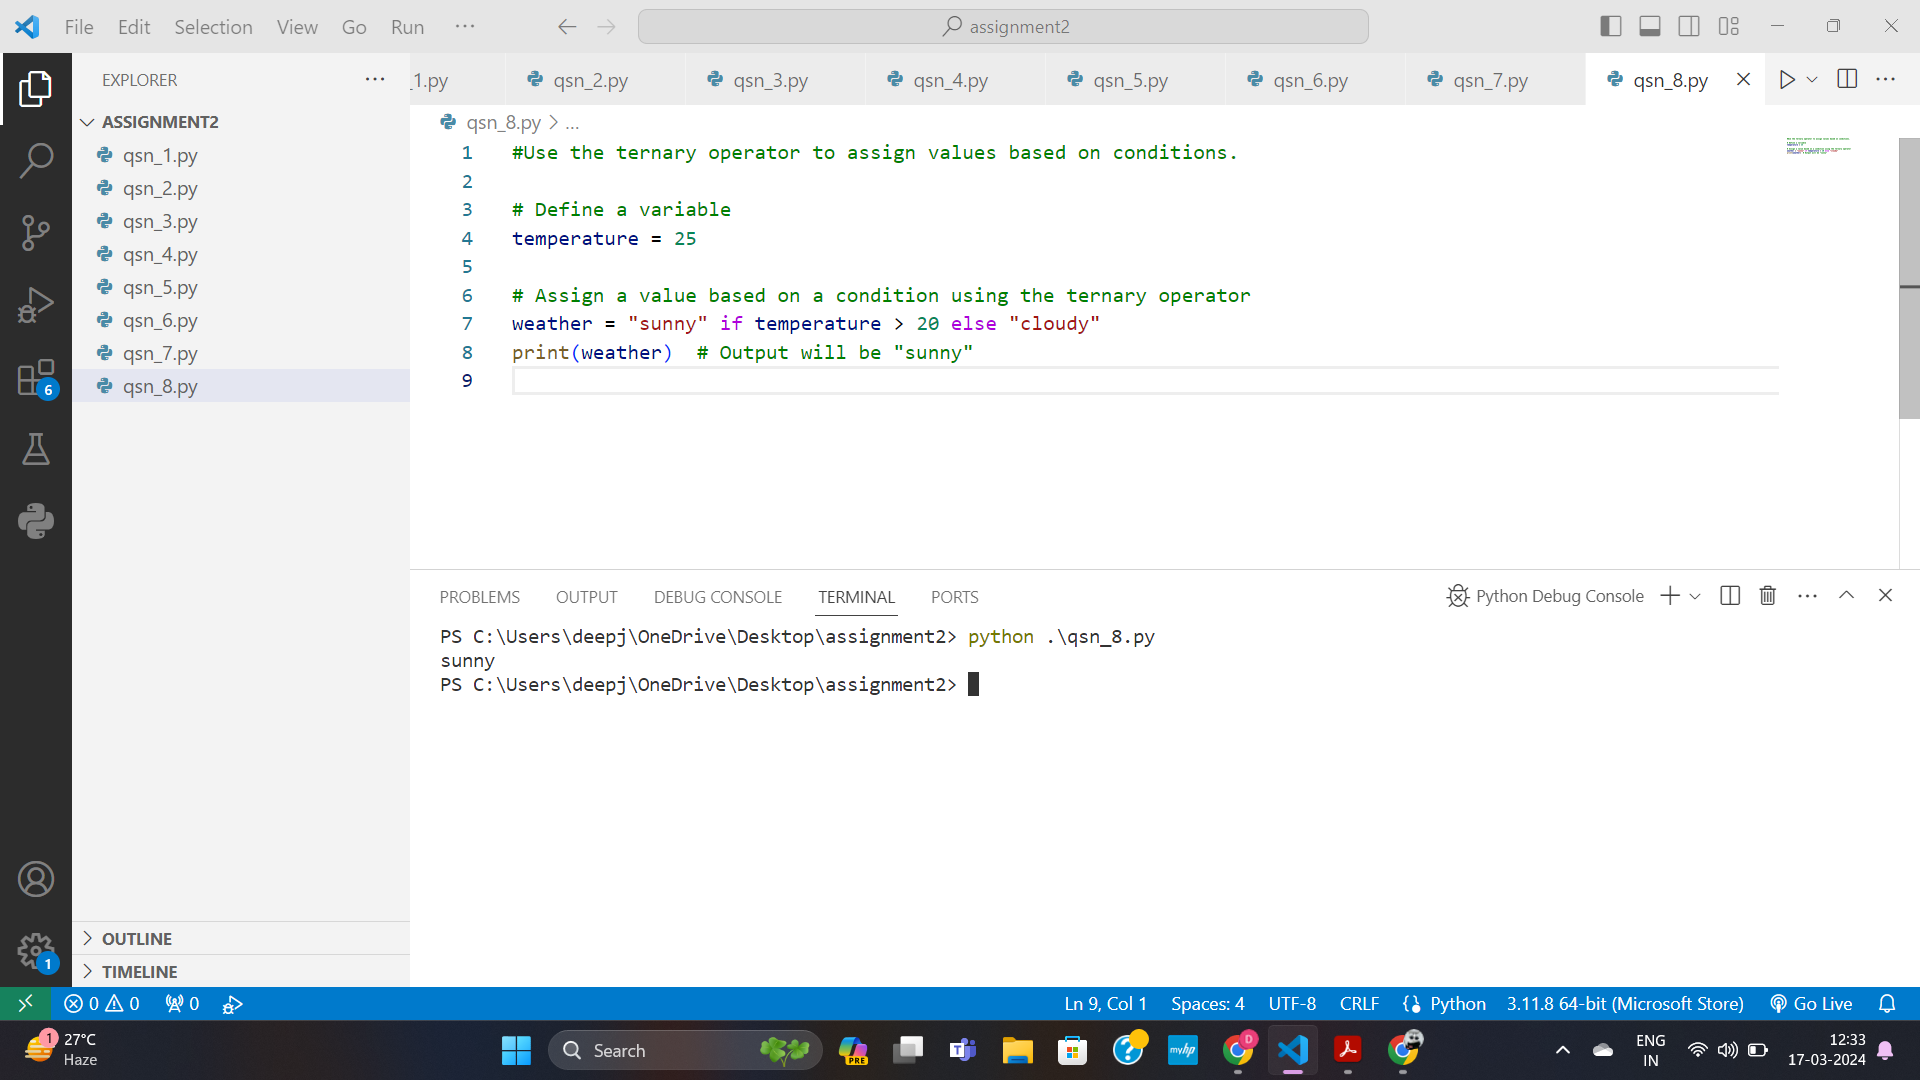 File Edit Selection View Go Run ···
assignment2
EXPLORER ···
_1.py qsn_2.py qsn_3.py qsn_4.py qsn_5.py qsn_6.py qsn_7.py qsn_8.py
ASSIGNMENT2
qsn_1.py
qsn_2.py
qsn_3.py
qsn_4.py
qsn_5.py
qsn_6.py
qsn_7.py
qsn_8.py
6
OUTLINE
TIMELINE
1
qsn_8.py > ...
1 #Use the ternary operator to assign values based on conditions.
2
3 # Define a variable
4 temperature = 25
5
6 # Assign a value based on a condition using the ternary operator
7 weather = "sunny" if temperature > 20 else "cloudy"
8 print(weather)  # Output will be "sunny"
9
PROBLEMS OUTPUT DEBUG CONSOLE TERMINAL PORTS Python Debug Console
PS C:\Users\deepj\OneDrive\Desktop\assignment2> python .\qsn_8.py
sunny
PS C:\Users\deepj\OneDrive\Desktop\assignment2>
0 0 0 Ln 9, Col 1 Spaces: 4 UTF-8 CRLF Python 3.11.8 64-bit (Microsoft Store) Go Live
1 27°C
Haze
Search
PRE
T
myhp
D
ENG
IN
12:33
17-03-2024